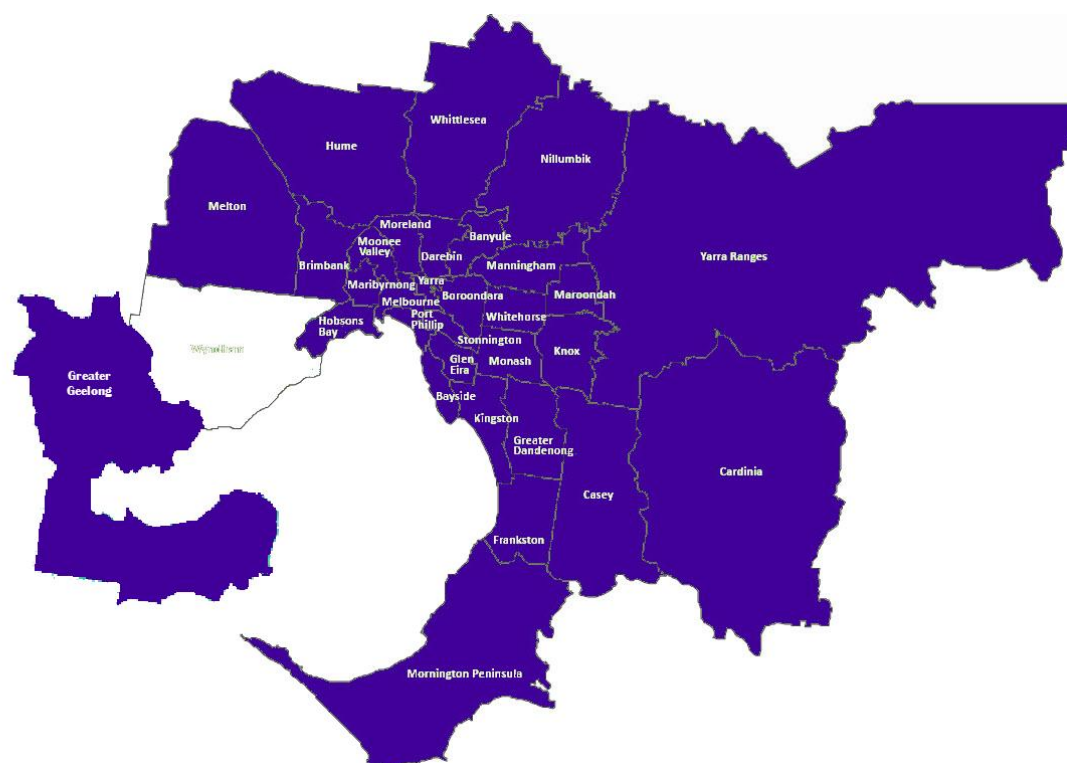 Whittlesea
Hume
Nillumbik
Melton
Moreland
Banyule
Moonee
Valley
Darebin
Yarra Ranges
Brimbank
Manningham
Yarra
Maribyrnong
Boroondara
Maroondah
Melbourne
Port
Phillip
Whitehorse
Hobsons
Bay
Stonnington
Wyndham
Knox
Glen
Eira
Monash
Greater
Geelong
Bayside
Kingston
Greater
Dandenong
Cardinia
Casey
Frankston
Mornington Peninsula